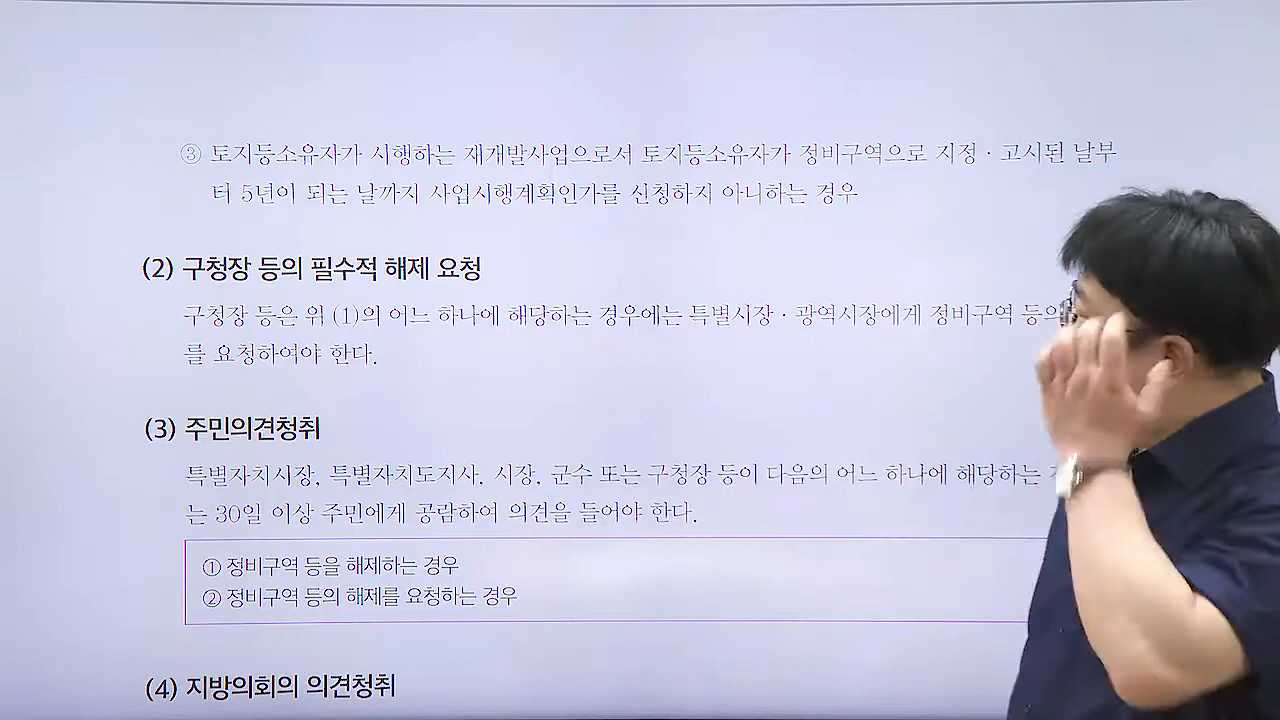 ③ 토지등소유자가 시행하는 재개발사업으로서 토지등소유자가 정비구역으로 지정·고시된 날부
터 5년이 되는 날까지 사업시행계획인가를 신청하지 아니하는 경우
(2) 구청장 등의 필수적 해제 요청
구청장 등은 위 (1)의 어느 하나에 해당하는 경우에는 특별시장·광역시장에게 정비구역 등의
를 요청하여야 한다.
(3) 주민의견청취
특별자치시장, 특별자치도지사, 시장, 군수 또는 구청장 등이 다음의 어느 하나에 해당하는
는 30일 이상 주민에게 공람하여 의견을 들어야 한다.
① 정비구역 등을 해제하는 경우
② 정비구역 등의 해제를 요청하는 경우
(4) 지방의회의 의견청취